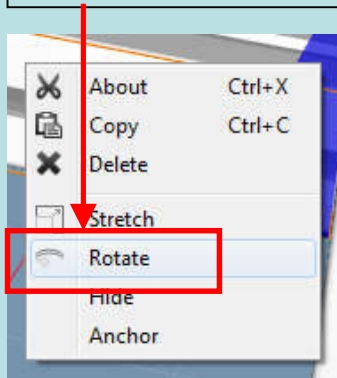 About Ctrl+X
Copy Ctrl+C
Delete
Stretch
Rotate
Hide
Anchor